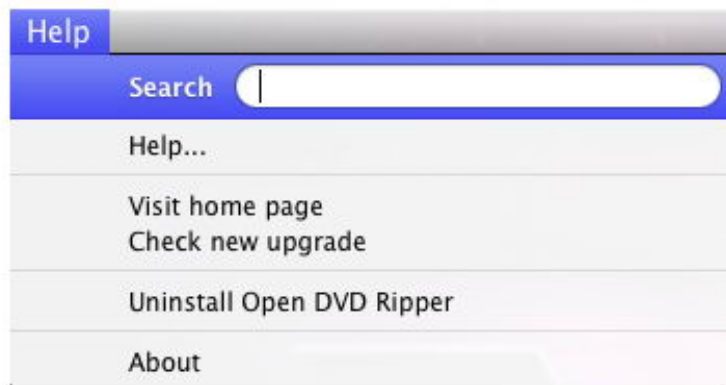 Help
Search
Help...
Visit home page
Check new upgrade
Uninstall Open DVD Ripper
About